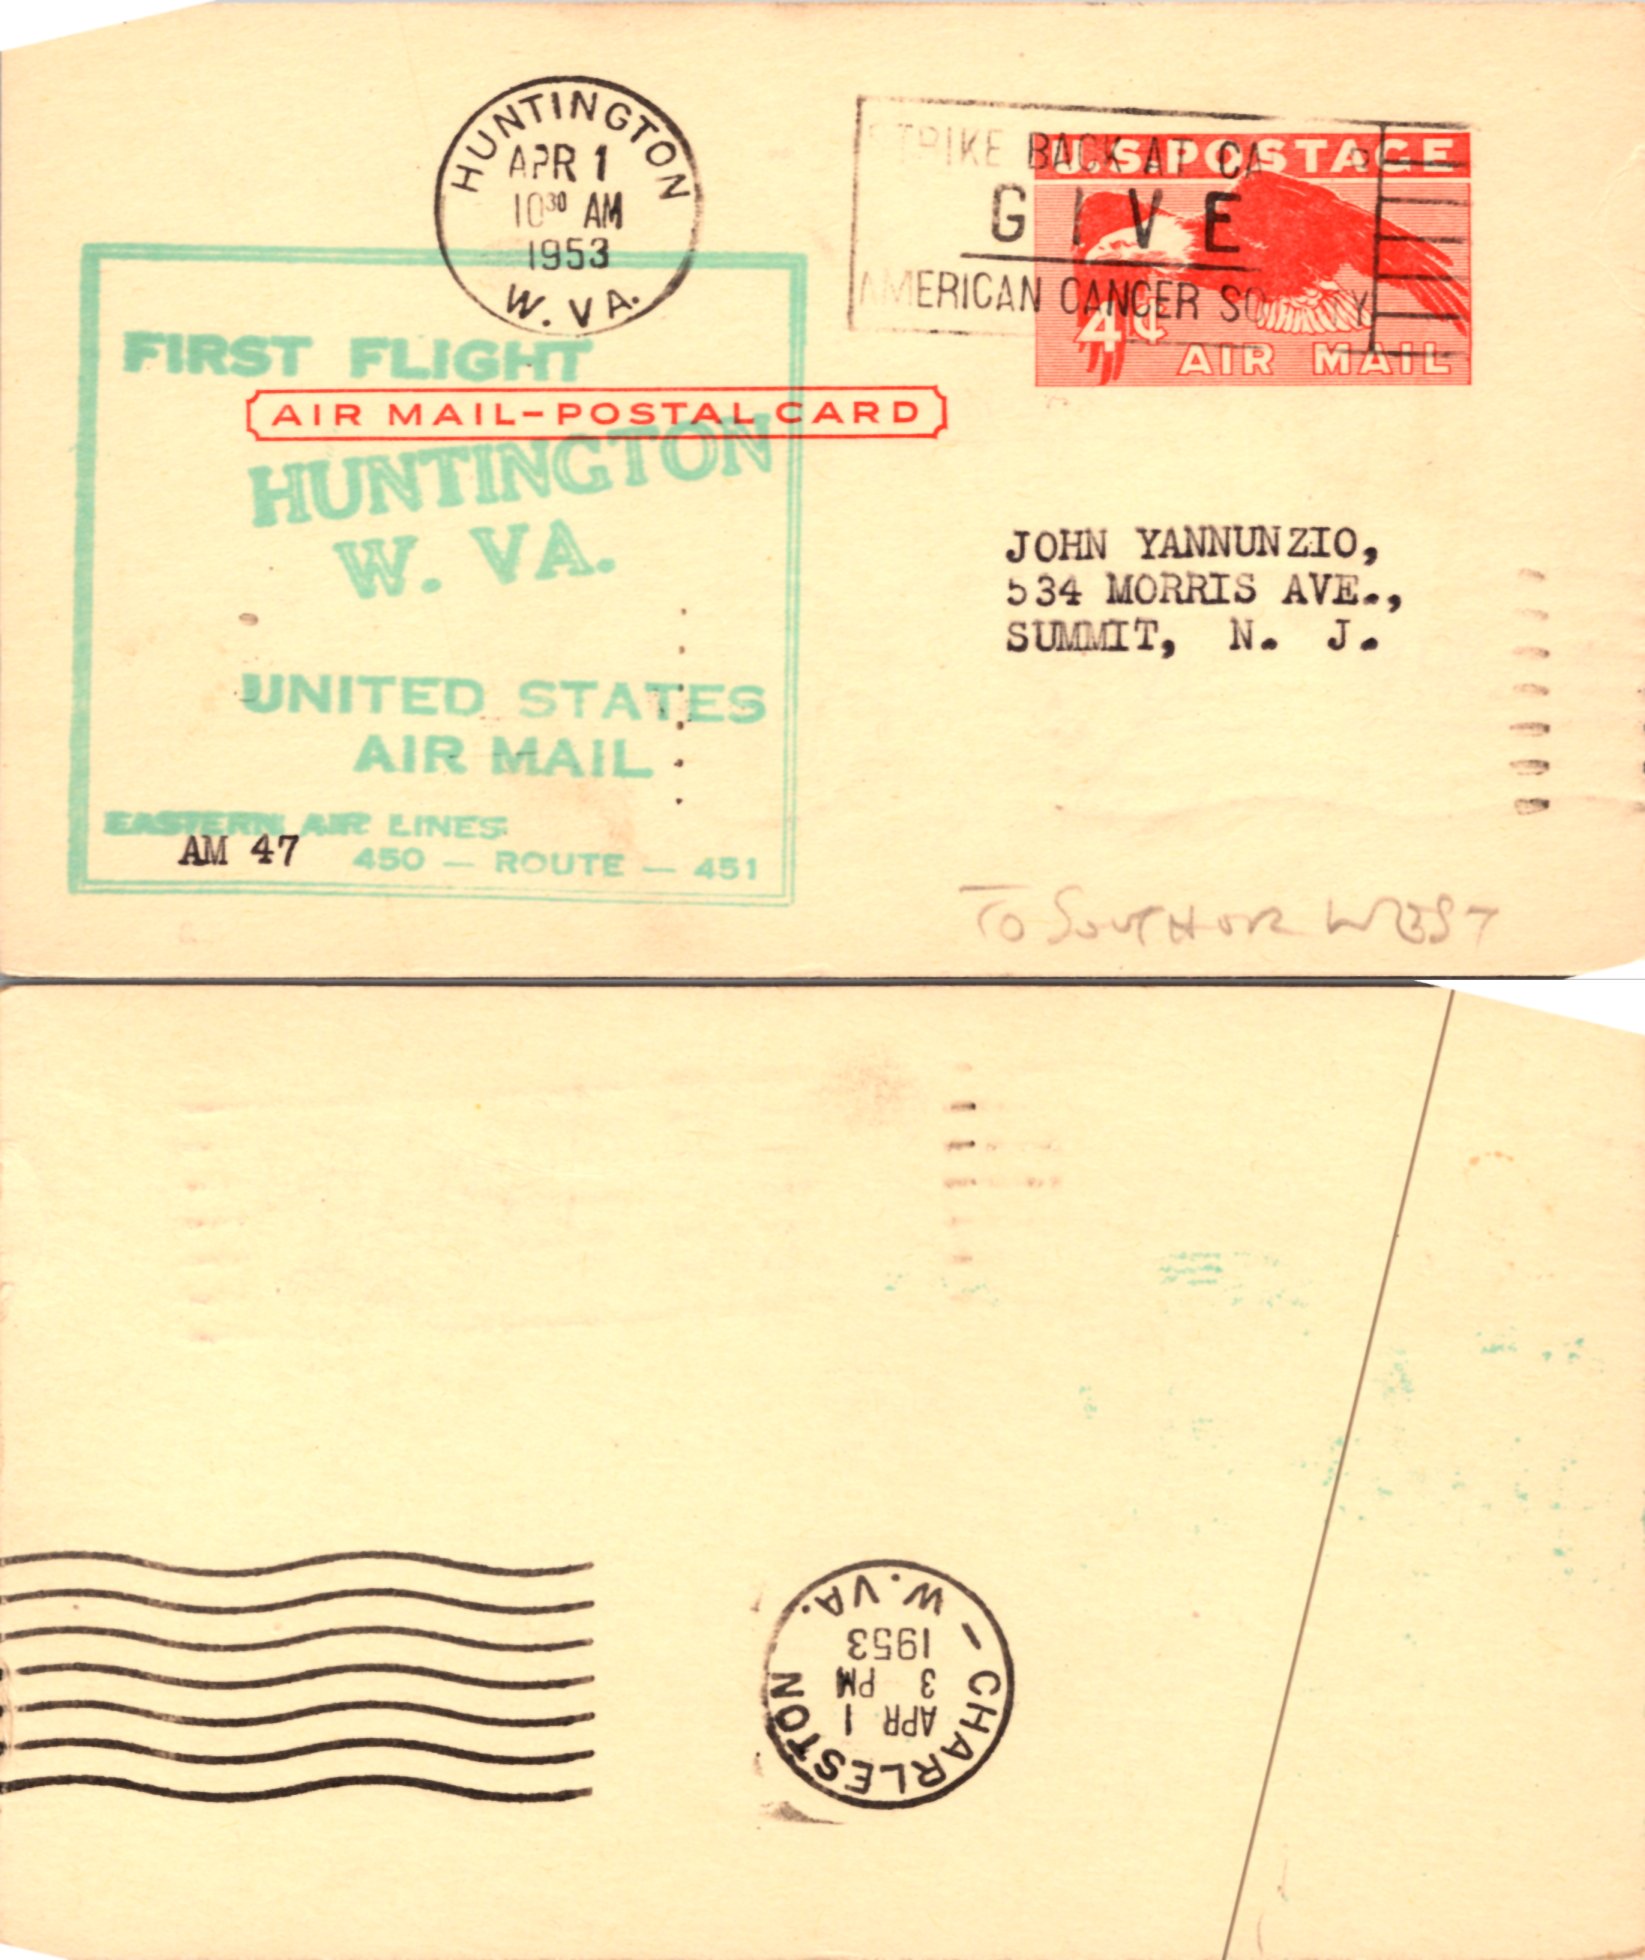 HUNTINGTON
APR 1
10³⁰ AM
1953
W. VA.
STRIKE BACK AT CA
GIVE
AMERICAN CANCER SOCIETY
U.S. POSTAGE
4¢
AIR MAIL
FIRST FLIGHT
AIR MAIL-POSTAL CARD
HUNTINGTON
W. VA.
UNITED STATES
AIR MAIL
EASTERN AIR LINES
AM 47
450 — ROUTE — 451
JOHN YANNUNZIO,
534 MORRIS AVE.,
SUMMIT, N. J.
TO SOUTH OR WEST
CHARLESTON
APR 1
3 PM
1953
W. VA.